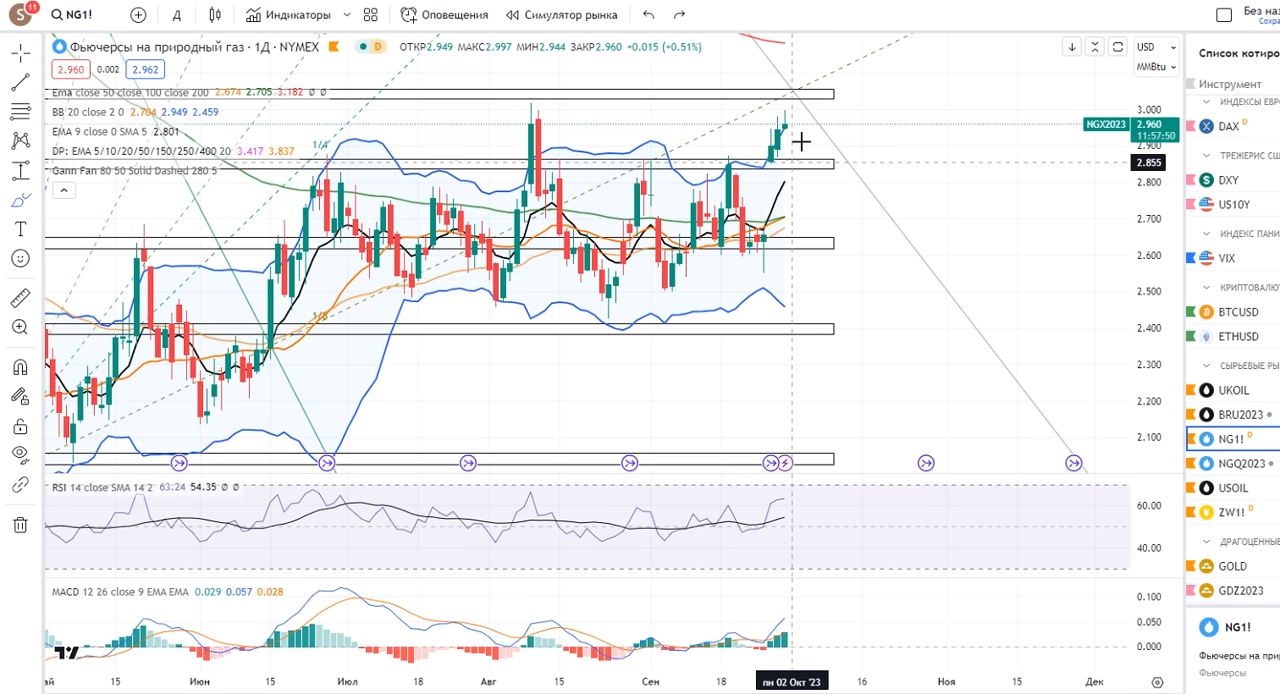 S 11 NG1! Д Индикаторы Оповещения Симулятор рынка Без наз
Сохра
Фьючерсы на природный газ · 1Д · NYMEX D ОТКР2.949 МАКС2.997 МИН2.944 ЗАКР2.960 +0.015 (+0.51%)
2.960 0.002 2.962
Ema close 50 close 100 close 200 2.674 2.705 3.182 ∅ ∅
BB 20 close 2 0 2.704 2.949 2.459
EMA 9 close 0 SMA 5 2.801
DP: EMA 5/10/20/50/150/250/400 20 3.417 3.837
Gann Fan 80 50 Solid Dashed 280 5
1/4
1/3
USD
MMBtu
3.000
NGX2023 2.960
11:57:50
2.900
2.855
2.800
2.700
2.600
2.500
2.400
2.300
2.200
2.100
RSI 14 close SMA 14 2 63.24 54.35 ∅ ∅
60.00
40.00
MACD 12 26 close 9 EMA EMA 0.029 0.057 0.028
0.100
0.050
0.000
ай 15 Июн 15 Июл 18 Авг 15 Сен 18 пн 02 Окт '23 16 Ноя 15 Дек
Список котиро
Инструмент
ИНДЕКСЫ ЕВР
DAX D
ТРЕЖЕРИС СШ
DXY
US10Y
ИНДЕКС ПАНИ
VIX
КРИПТОВАЛЮ
BTCUSD
ETHUSD
СЫРЬЕВЫЕ РЫ
UKOIL
BRU2023
NG1! D
NGQ2023
USOIL
ZW1! D
ДРАГОЦЕННЫ
GOLD
GDZ2023
NG1!
Фьючерсы на при
Фьючерсы